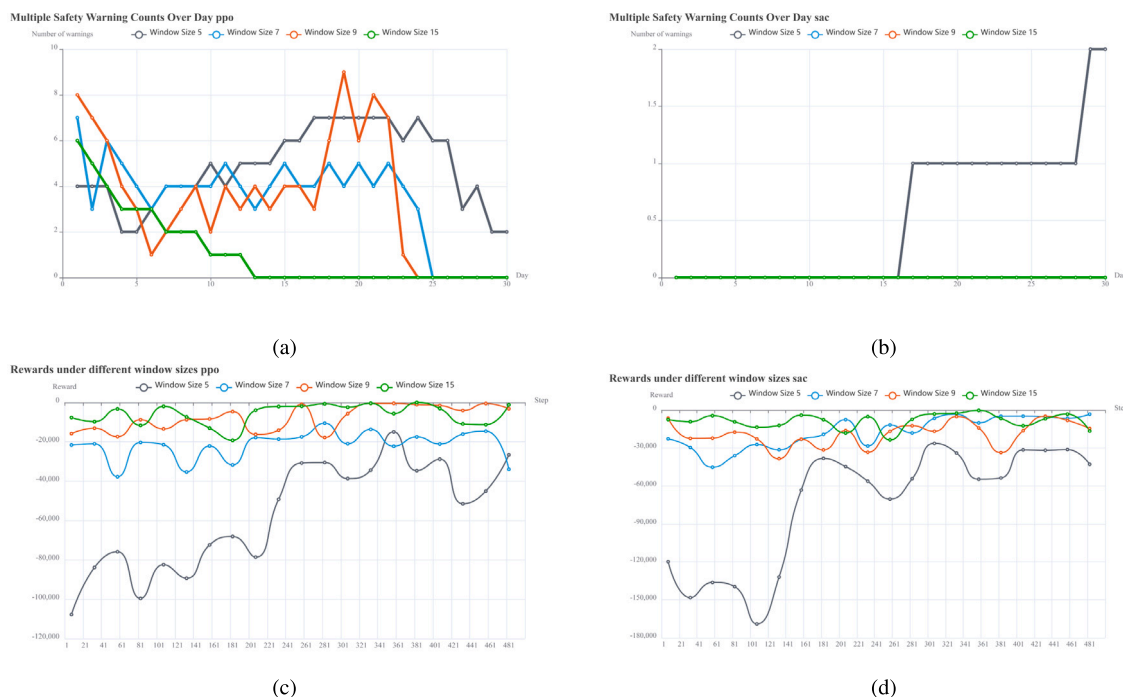 Multiple Safety Warning Counts Over Day ppo
Number of warnings
Window Size 5 Window Size 7 Window Size 9 Window Size 15
10
8
6
4
2
0
0 5 10 15 20 25 30
Day
(a)
Multiple Safety Warning Counts Over Day sac
Number of warnings
Window Size 5 Window Size 7 Window Size 9 Window Size 15
2
1.5
1
0.5
0
0 5 10 15 20 25 30
(b)
Rewards under different window sizes ppo
Reward
Window Size 5 Window Size 7 Window Size 9 Window Size 15
Step
0
-20,000
-40,000
-60,000
-80,000
-100,000
-120,000
1 21 41 61 81 101 121 141 161 181 201 221 241 261 281 301 321 341 361 381 401 421 441 461 481
(c)
Rewards under different window sizes sac
Reward
Window Size 5 Window Size 7 Window Size 9 Window Size 15
0
-30,000
-60,000
-90,000
-120,000
-150,000
-180,000
1 21 41 61 81 101 121 141 161 181 201 221 241 261 281 301 321 341 361 381 401 421 441 461 481
(d)